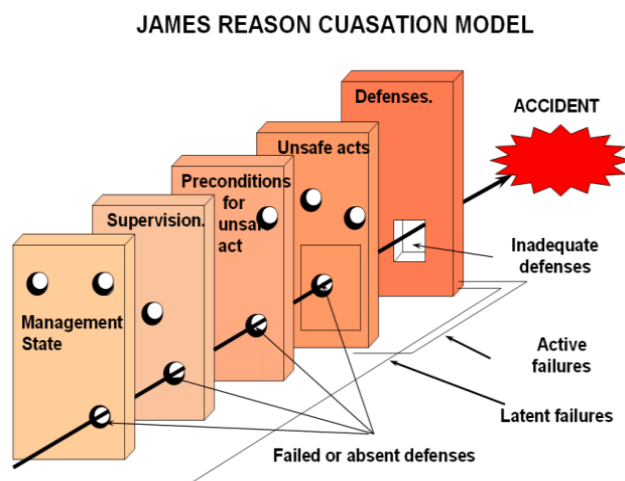 JAMES REASON CUASATION MODEL
Defenses.
ACCIDENT
Unsafe acts
Preconditions
for
unsaf
act
Supervision.
Inadequate
defenses
Management
State
Active
failures
Latent failures
Failed or absent defenses